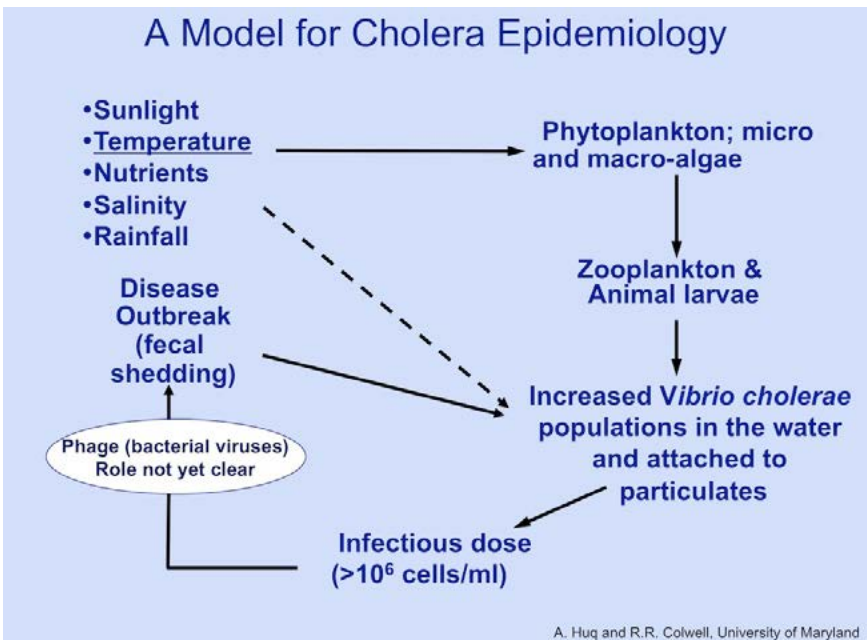 A Model for Cholera Epidemiology
•Sunlight
•Temperature
•Nutrients
•Salinity
•Rainfall
Phytoplankton; micro
and macro-algae
Zooplankton &
Animal larvae
Disease
Outbreak
(fecal
shedding)
Increased Vibrio cholerae
populations in the water
and attached to
particulates
Phage (bacterial viruses)
Role not yet clear
Infectious dose
(>10⁶ cells/ml)
A. Huq and R.R. Colwell, University of Maryland